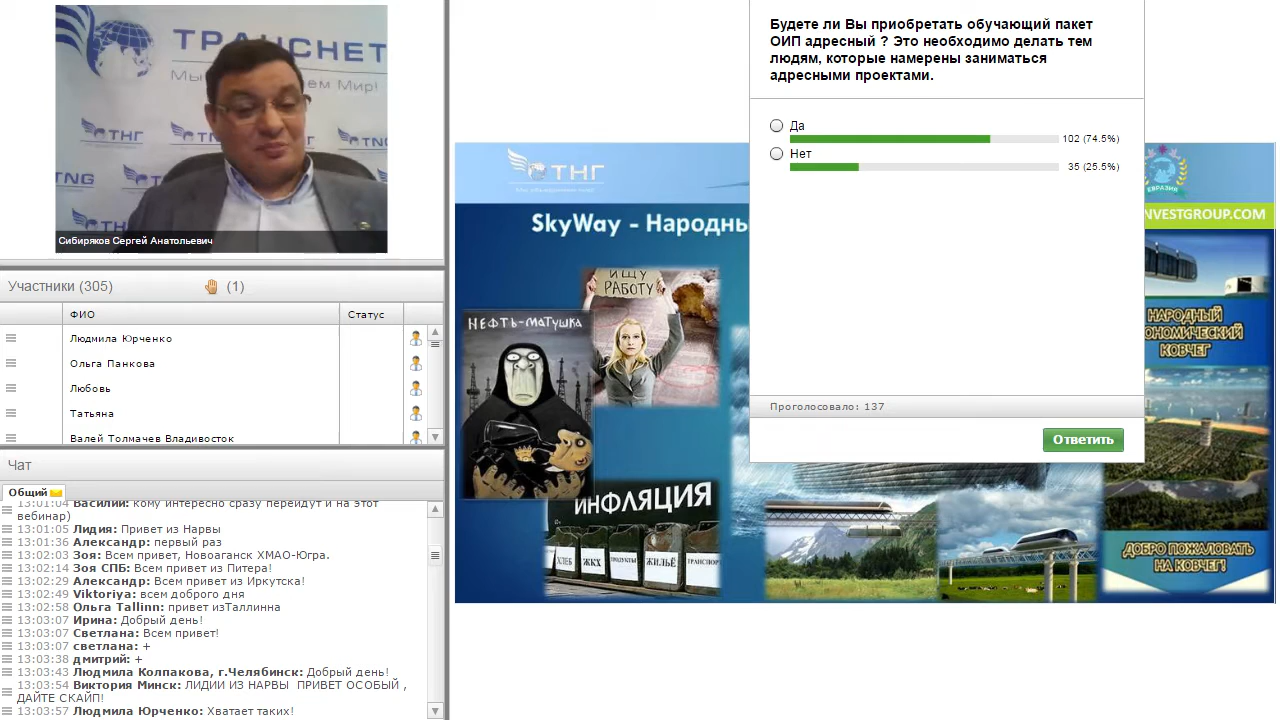 ТРАНСНЕТ
ТНГ
TNG
TNG
ТНГ
Сибиряков Сергей Анатольевич
Участники (305)
(1)
ФИО
Статус
Людмила Юрченко
Ольга Панкова
Любовь
Татьяна
Валей Толмачев Владивосток
Чат
Общий
13:01:04 Василий: кому интересно сразу перейдут и на этот
вебинар)
13:01:05 Лидия: Привет из Нарвы
13:01:36 Александр: первый раз
13:02:03 Зоя: Всем привет, Новоаганск ХМАО-Югра.
13:02:14 Зоя СПБ: Всем привет из Питера!
13:02:29 Александр: Всем привет из Иркутска!
13:02:49 Viktoriya: всем доброго дня
13:02:58 Ольга Tallinn: привет изТаллинна
13:03:07 Ирина: Добрый день!
13:03:07 Светлана: Всем привет!
13:03:07 светлана: +
13:03:38 дмитрий: +
13:03:43 Людмила Колпакова, г.Челябинск: Добрый день!
13:03:54 Виктория Минск: ЛИДИИ ИЗ НАРВЫ ПРИВЕТ ОСОБЫЙ ,
ДАЙТЕ СКАЙП!
13:03:57 Людмила Юрченко: Хватает таких!
Будете ли Вы приобретать обучающий пакет
ОИП адресный ? Это необходимо делать тем
людям, которые намерены заниматься
адресными проектами.
Да
102 (74.5%)
Нет
35 (25.5%)
Проголосовало: 137
Ответить
ТНГ
ЕВРАЗИЯ
NVESTGROUP.COM
SkyWay - Народны
ИЩУ
РАБОТУ
НЕФТЬ-МАТУШКА
ИНФЛЯЦИЯ
ХЛЕБ
ЖКХ
ПРОДУКТЫ
ЖИЛЬЁ
ТРАНСПОРТ
НАРОДНЫЙ
ОНОМИЧЕСКИЙ
КОВЧЕГ
ДОБРО ПОЖАЛОВАТЬ
НА КОВЧЕГ!